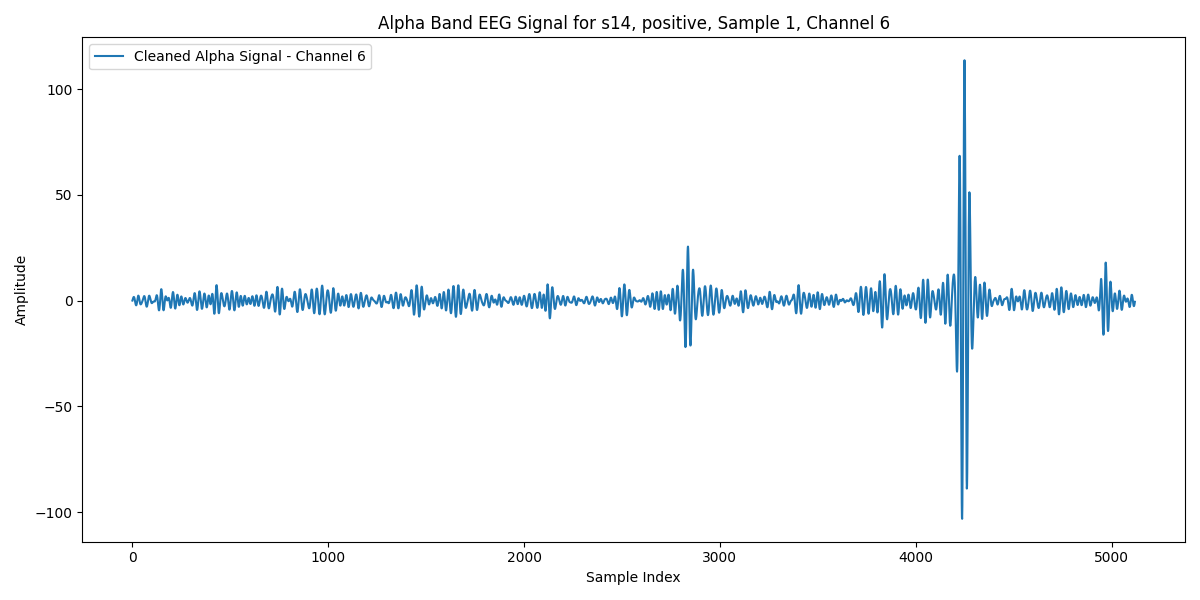 Alpha Band EEG Signal for s14, positive, Sample 1, Channel 6
Cleaned Alpha Signal - Channel 6
100
50
0
−50
−100
Amplitude
0 1000 2000 3000 4000 5000
Sample Index